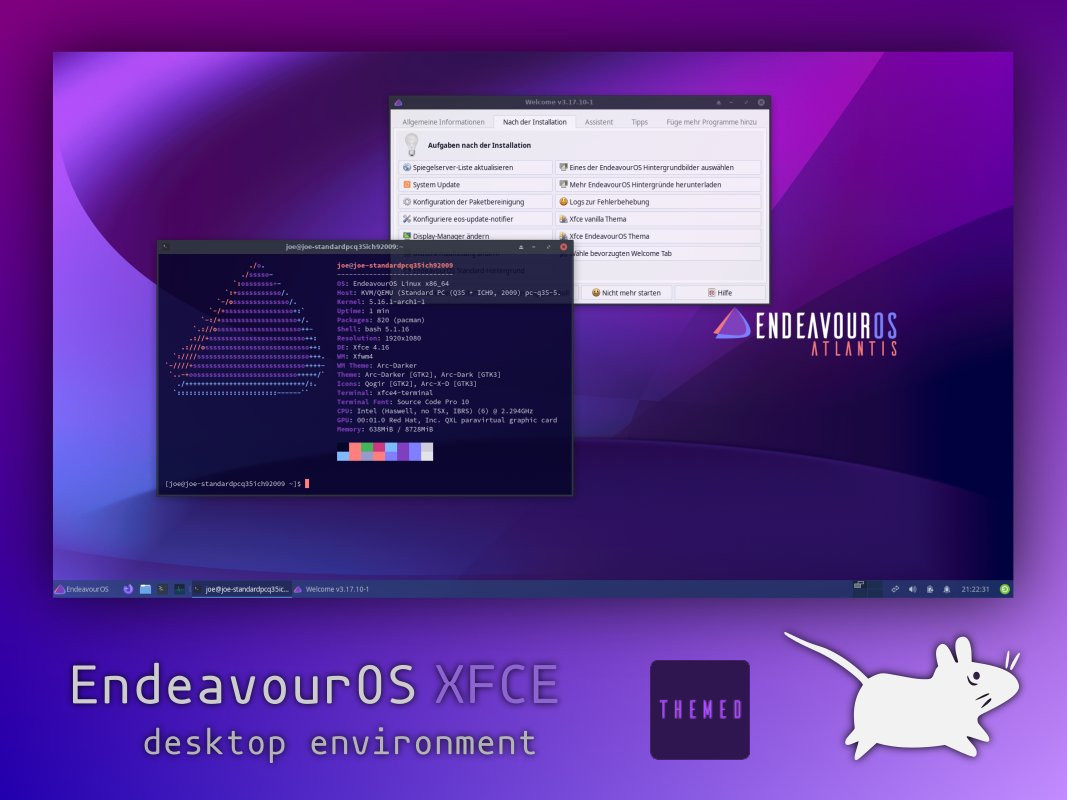 Welcome v3.17.10-1
Allgemeine Informationen Nach der Installation Assistent Tipps Füge mehr Programme hinzu
Aufgaben nach der Installation
Spiegelserver-Liste aktualisieren Eines der EndeavourOS Hintergrundbilder auswählen
System Update Mehr EndeavourOS Hintergründe herunterladen
Konfiguration der Paketbereinigung Logs zur Fehlerbehebung
Konfiguriere eos-update-notifier Xfce vanilla Thema
Display-Manager ändern Xfce EndeavourOS Thema
Wähle bevorzugten Welcome Tab
Standard-Hintergrund
Nicht mehr starten Hilfe
joe@joe-standardpcq35ich92009:~
joe@joe-standardpcq35ich92009
-----------------------------
OS: EndeavourOS Linux x86_64
Host: KVM/QEMU (Standard PC (Q35 + ICH9, 2009) pc-q35-5.
Kernel: 5.16.1-arch1-1
Uptime: 1 min
Packages: 820 (pacman)
Shell: bash 5.1.16
Resolution: 1920x1080
DE: Xfce 4.16
WM: Xfwm4
WM Theme: Arc-Darker
Theme: Arc-Darker [GTK2], Arc-Dark [GTK3]
Icons: Qogir [GTK2], Arc-X-D [GTK3]
Terminal: xfce4-terminal
Terminal Font: Source Code Pro 10
CPU: Intel (Haswell, no TSX, IBRS) (6) @ 2.294GHz
GPU: 00:01.0 Red Hat, Inc. QXL paravirtual graphic card
Memory: 638MiB / 8728MiB
[joe@joe-standardpcq35ich92009 ~]$
ENDEAVOUROS
ATLANTIS
EndeavourOS joe@joe-standardpcq35ic... Welcome v3.17.10-1 21:22:31
EndeavourOS XFCE
desktop environment
THEMED